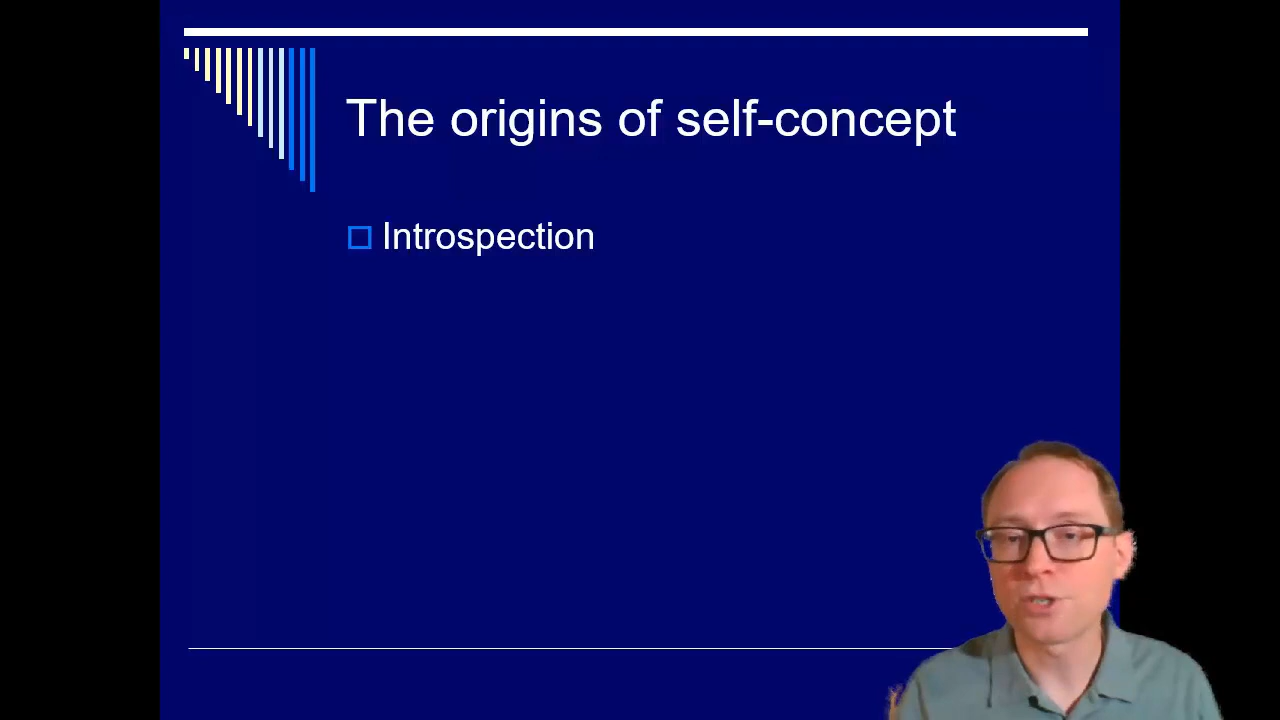 The origins of self-concept
Introspection